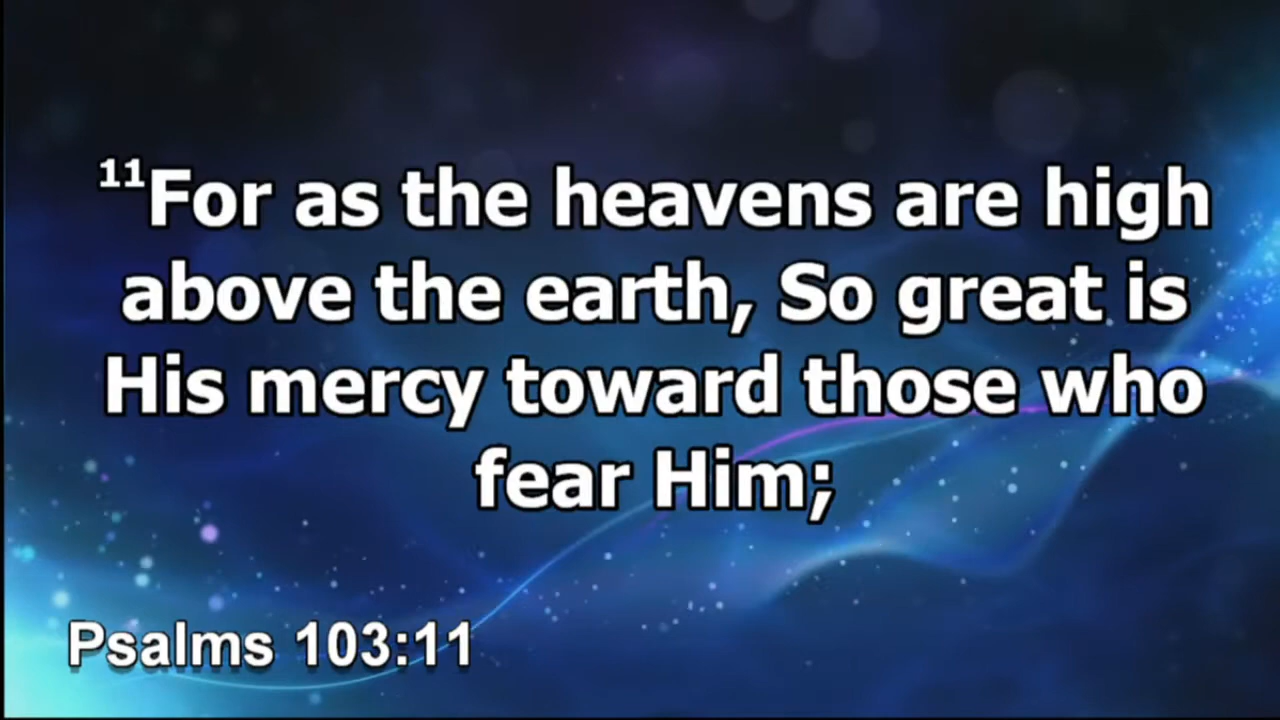 11For as the heavens are high
above the earth, So great is
His mercy toward those who
fear Him;
Psalms 103:11